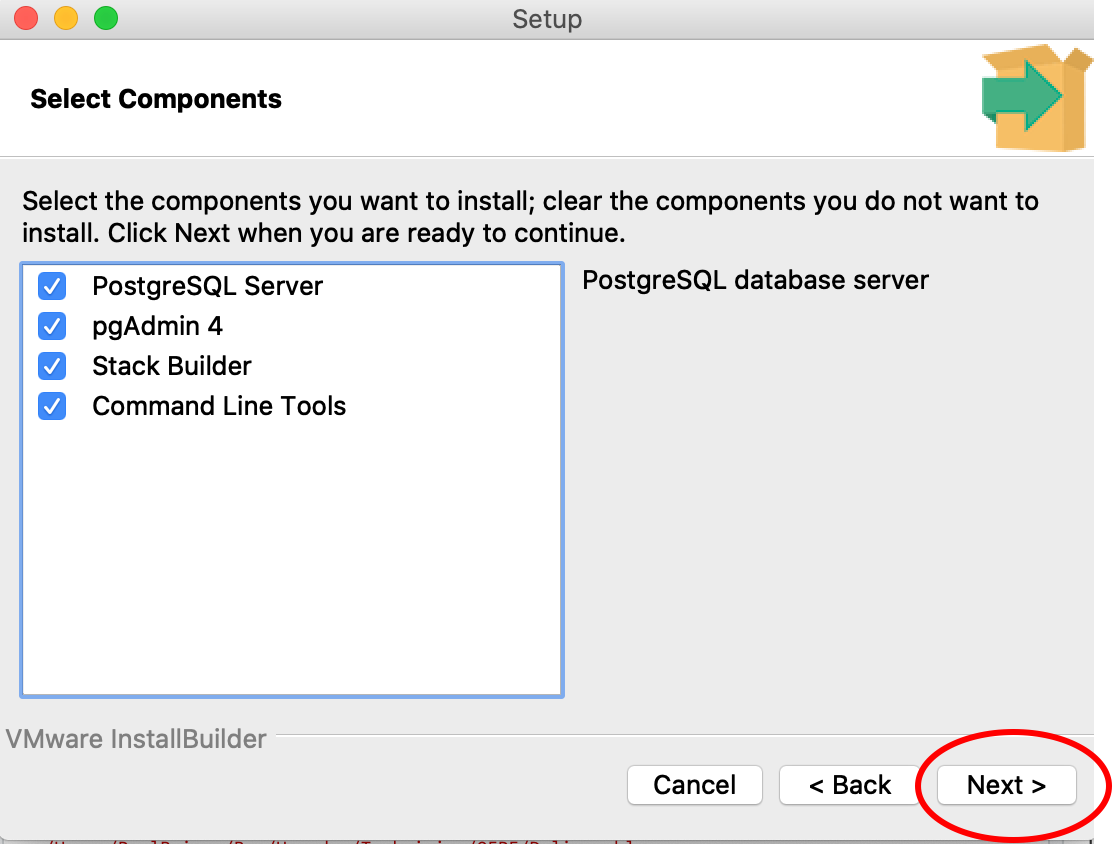 Setup
Select Components
Select the components you want to install; clear the components you do not want to
install. Click Next when you are ready to continue.
PostgreSQL Server
PostgreSQL database server
pgAdmin 4
Stack Builder
Command Line Tools
VMware InstallBuilder
Cancel
< Back
Next >